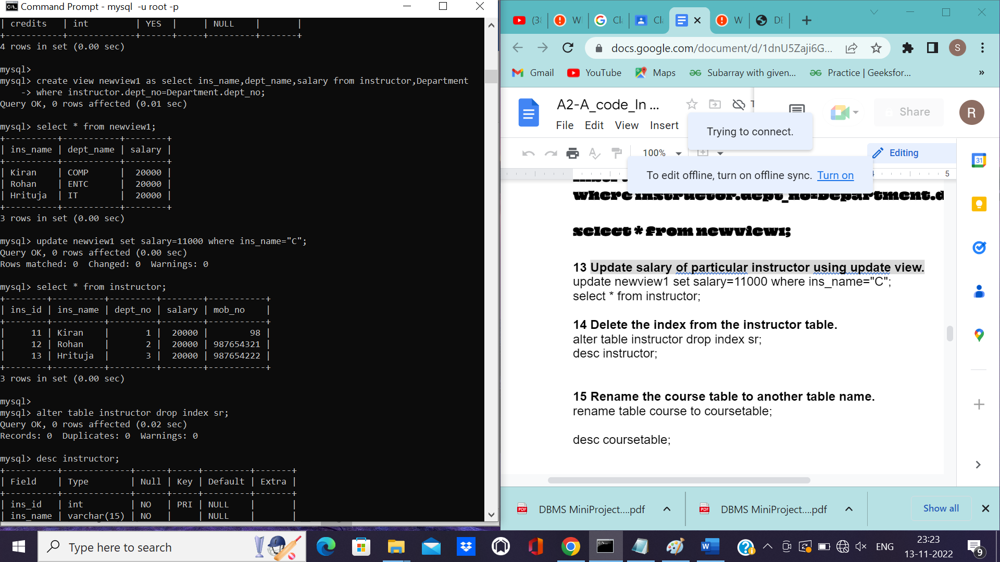 Command Prompt - mysql  -u root -p
| credits   | int         | YES  |     | NULL    |       |
+-----------+-------------+------+-----+---------+-------+
4 rows in set (0.00 sec)
mysql>
mysql> create view newview1 as select ins_name,dept_name,salary from instructor,Department
    -> where instructor.dept_no=Department.dept_no;
Query OK, 0 rows affected (0.01 sec)
mysql> select * from newview1;
+----------+-----------+--------+
| ins_name | dept_name | salary |
+----------+-----------+--------+
| Kiran    | COMP      |  20000 |
| Rohan    | ENTC      |  20000 |
| Hrituja  | IT        |  20000 |
+----------+-----------+--------+
3 rows in set (0.00 sec)
mysql> update newview1 set salary=11000 where ins_name="C";
Query OK, 0 rows affected (0.00 sec)
Rows matched: 0  Changed: 0  Warnings: 0
mysql> select * from instructor;
+--------+----------+---------+--------+-----------+
| ins_id | ins_name | dept_no | salary | mob_no    |
+--------+----------+---------+--------+-----------+
|     11 | Kiran    |       1 |  20000 |        98 |
|     12 | Rohan    |       2 |  20000 | 987654321 |
|     13 | Hrituja  |       3 |  20000 | 987654222 |
+--------+----------+---------+--------+-----------+
3 rows in set (0.00 sec)
mysql>
mysql> alter table instructor drop index sr;
Query OK, 0 rows affected (0.02 sec)
Records: 0  Duplicates: 0  Warnings: 0
mysql> desc instructor;
+----------+-------------+------+-----+---------+-------+
| Field    | Type        | Null | Key | Default | Extra |
+----------+-------------+------+-----+---------+-------+
| ins_id   | int         | NO   | PRI | NULL    |       |
| ins_name | varchar(15) | NO   |     | NULL    |       |
(38 W Cl Cl W DB
docs.google.com/document/d/1dnU5Zaji6G... S
Gmail YouTube Maps Subarray with given... Practice | Geeksfor... »
A2-A_code_In ...
Share R
File Edit View Insert
Trying to connect.
100%
Editing
To edit offline, turn on offline sync. Turn on
5
31
where instructor.dept_no=Department.d
select * from newview1;
13 Update salary of particular instructor using update view.
update newview1 set salary=11000 where ins_name="C";
select * from instructor;
14 Delete the index from the instructor table.
alter table instructor drop index sr;
desc instructor;
15 Rename the course table to another table name.
rename table course to coursetable;
desc coursetable;
PDF DBMS MiniProject....pdf PDF DBMS MiniProject....pdf Show all
Type here to search
W
ENG
23:23
13-11-2022
9